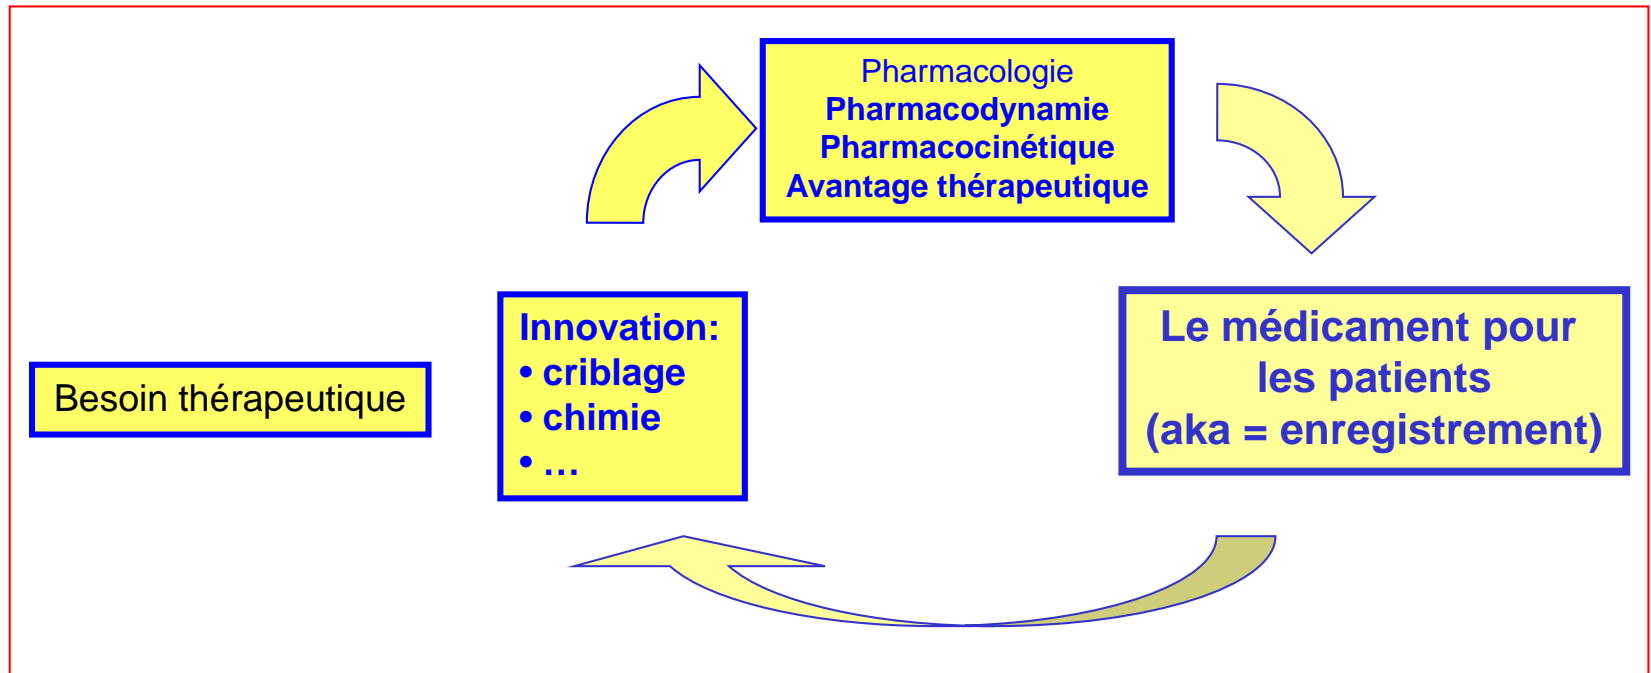 Pharmacologie
Pharmacodynamie
Pharmacocinétique
Avantage thérapeutique
Besoin thérapeutique
Innovation:
• criblage
• chimie
• …
Le médicament pour
les patients
(aka = enregistrement)